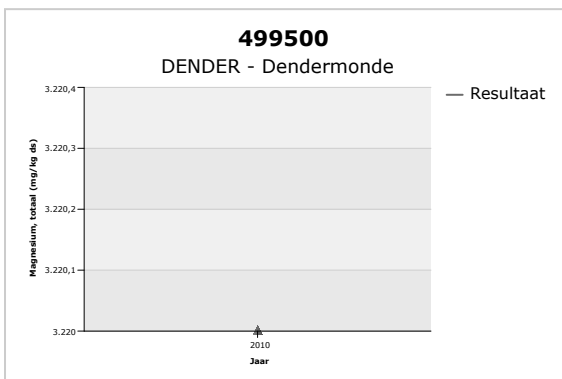 499500
DENDER - Dendermonde
3.220,4
3.220,3
3.220,2
3.220,1
3.220
Magnesium, totaal (mg/kg ds)
2010
Jaar
Resultaat